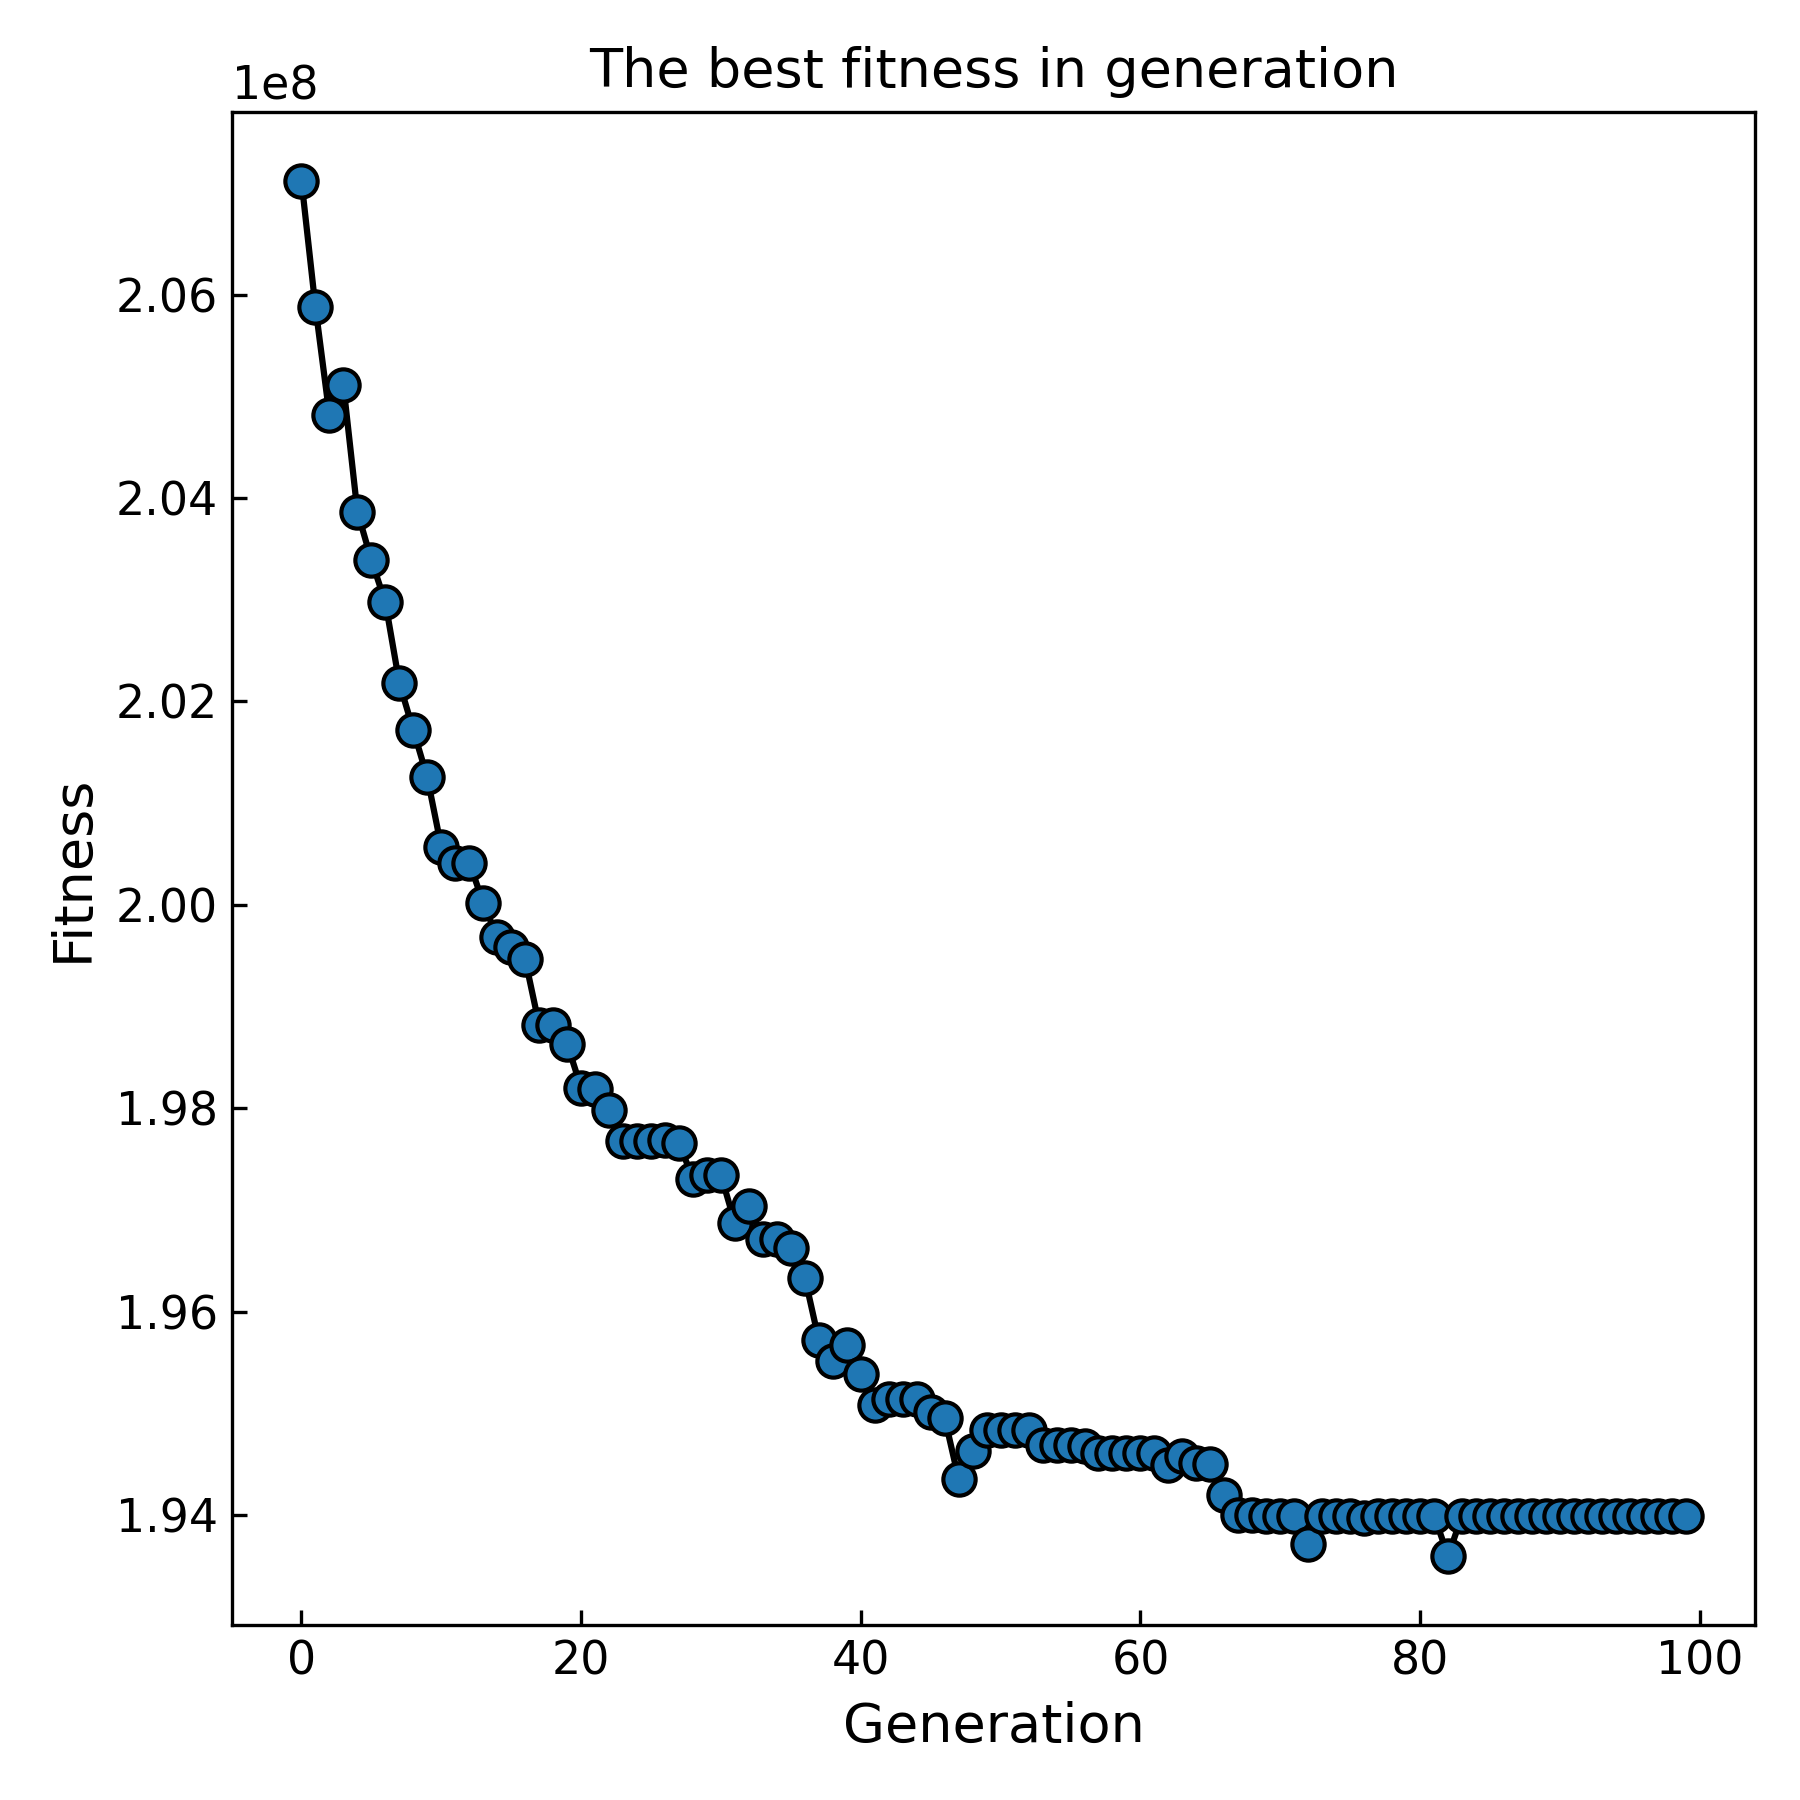 The best fitness in generation
1e8
2.06
2.04
2.02
2.00
1.98
1.96
1.94
Fitness
0 20 40 60 80 100
Generation